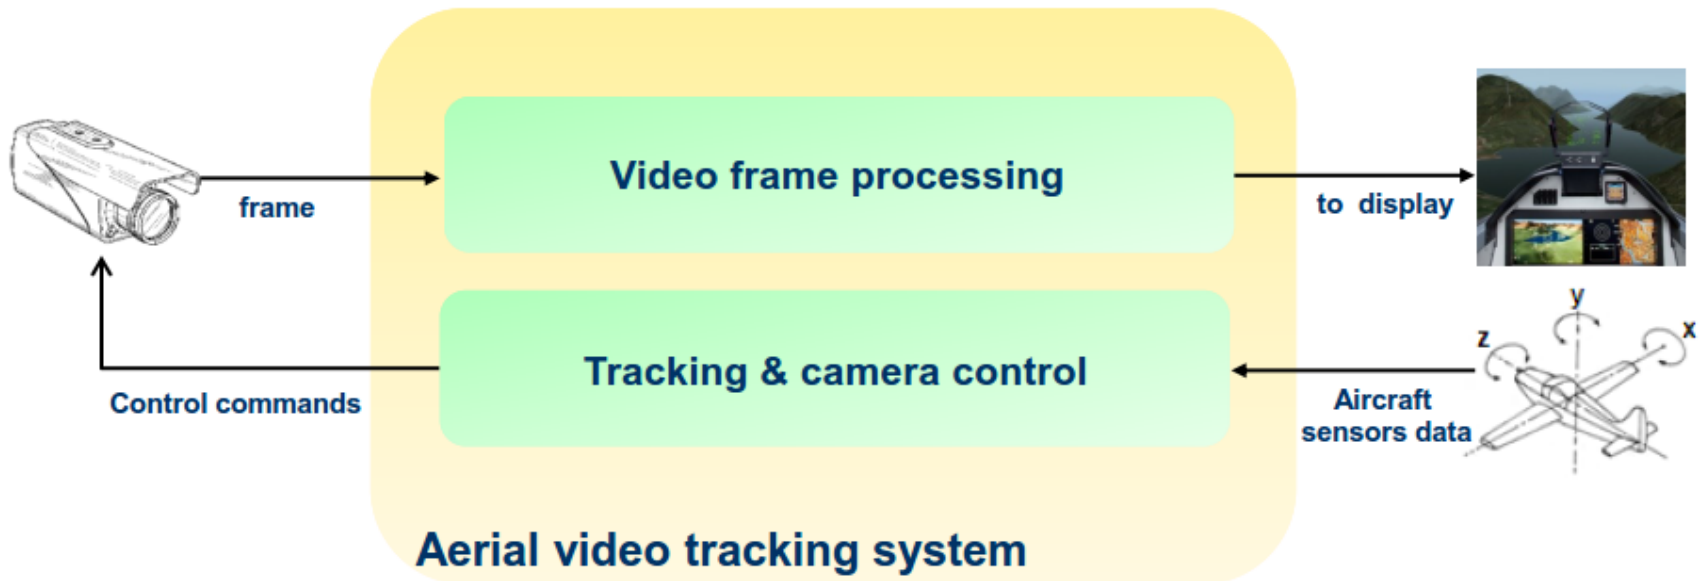 Video frame processing
frame
to display
y
z
x
Tracking & camera control
Control commands
Aircraft
sensors data
Aerial video tracking system